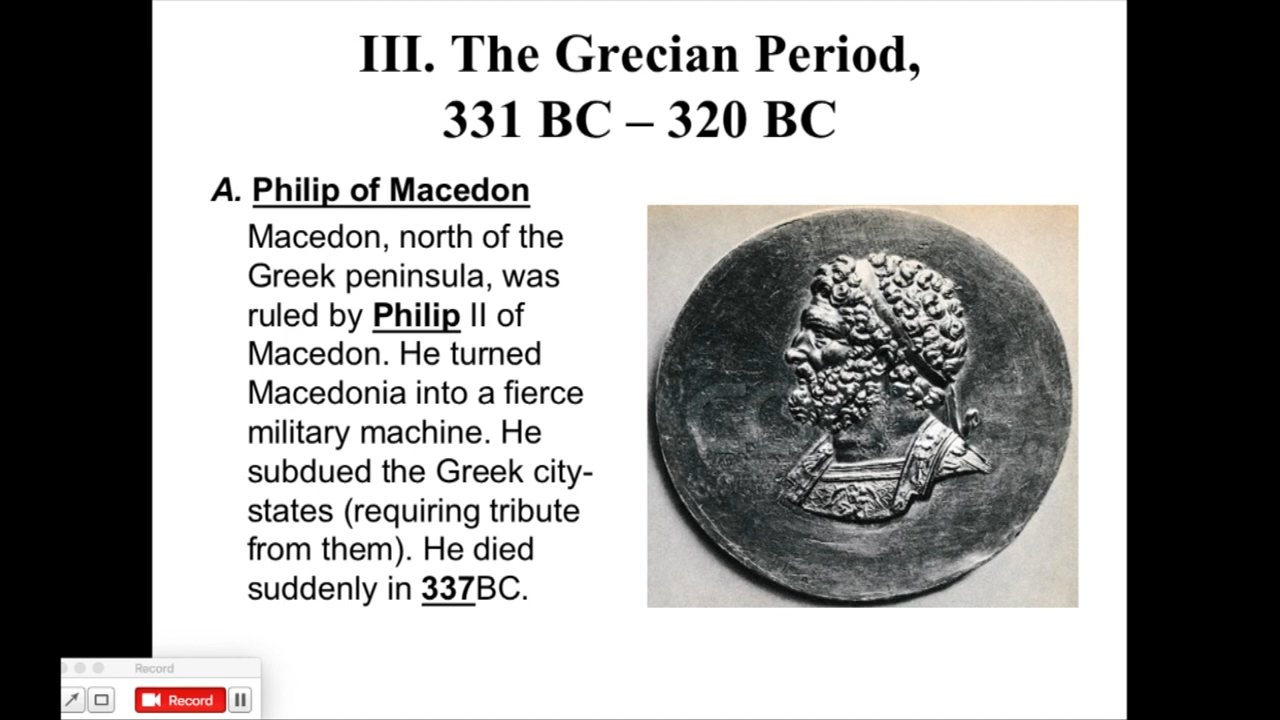 III. The Grecian Period,
331 BC – 320 BC
A. Philip of Macedon
Macedon, north of the
Greek peninsula, was
ruled by Philip II of
Macedon. He turned
Macedonia into a fierce
military machine. He
subdued the Greek city-
states (requiring tribute
from them). He died
suddenly in 337BC.
Record
Record